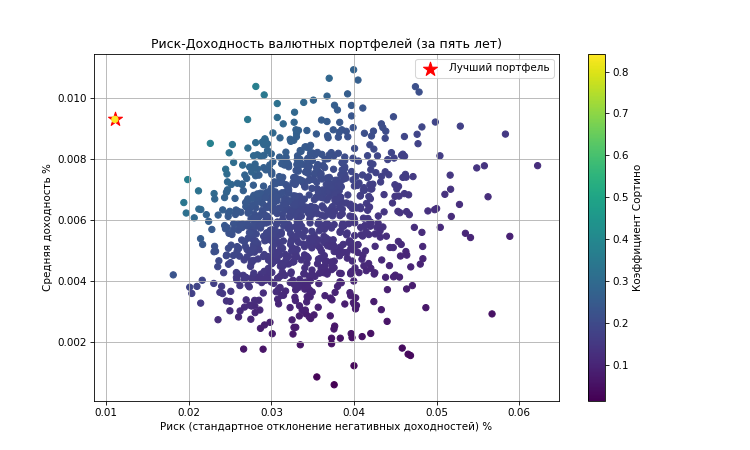 Риск-Доходность валютных портфелей (за пять лет)
Лучший портфель
Средняя доходность %
0.010
0.008
0.006
0.004
0.002
0.01 0.02 0.03 0.04 0.05 0.06
Риск (стандартное отклонение негативных доходностей) %
0.8
0.7
0.6
0.5
0.4
0.3
0.2
0.1
Коэффициент Сортино